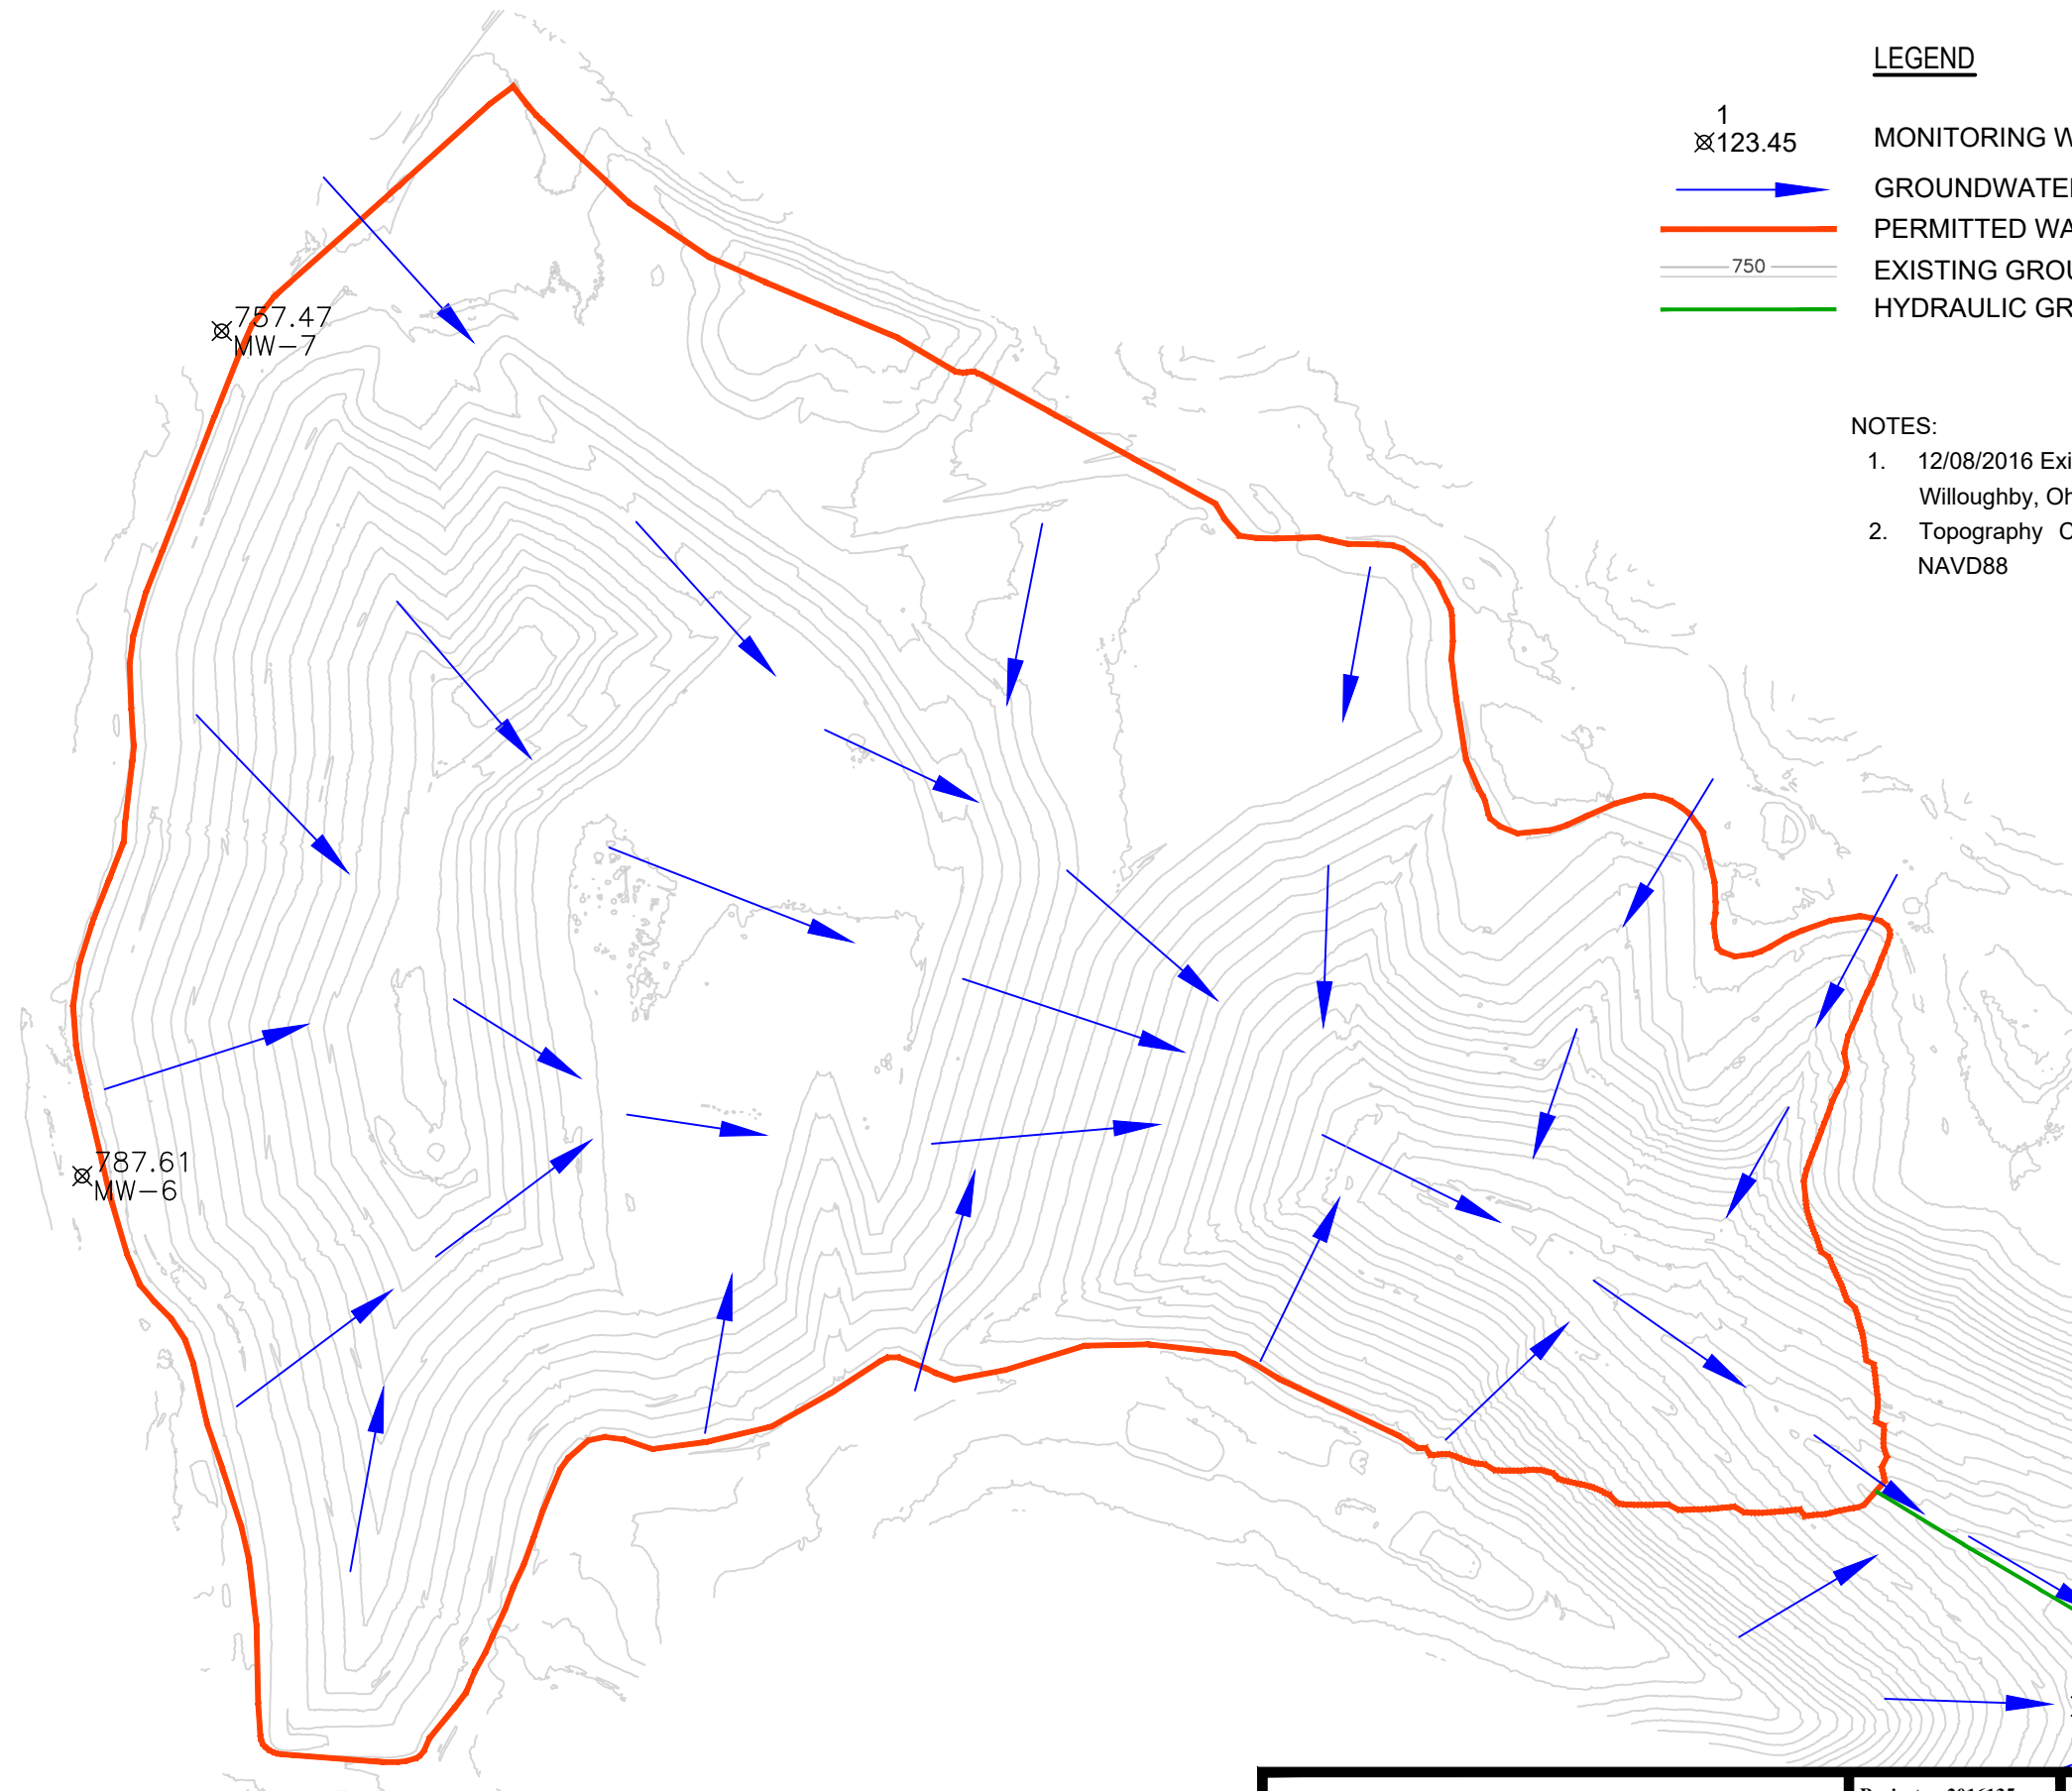 LEGEND
1
123.45
MONITORING W
GROUNDWATE
PERMITTED WA
750
EXISTING GROU
HYDRAULIC GR
NOTES:
1. 12/08/2016 Exi
Willoughby, Oh
2. Topography C
NAVD88
757.47
MW-7
787.61
MW-6